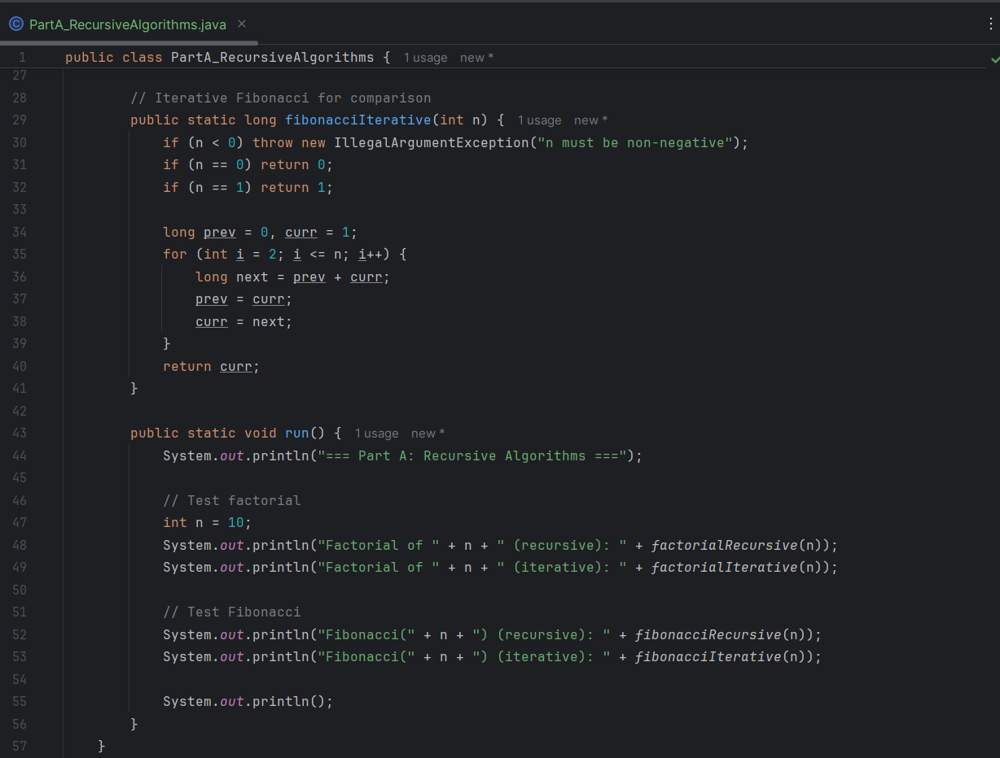 PartA_RecursiveAlgorithms.java
1 public class PartA_RecursiveAlgorithms { 1 usage new *
27
28 // Iterative Fibonacci for comparison
29 public static long fibonacciIterative(int n) { 1 usage new *
30 if (n < 0) throw new IllegalArgumentException("n must be non-negative");
31 if (n == 0) return 0;
32 if (n == 1) return 1;
33
34 long prev = 0, curr = 1;
35 for (int i = 2; i <= n; i++) {
36 long next = prev + curr;
37 prev = curr;
38 curr = next;
39 }
40 return curr;
41 }
42
43 public static void run() { 1 usage new *
44 System.out.println("=== Part A: Recursive Algorithms ===");
45
46 // Test factorial
47 int n = 10;
48 System.out.println("Factorial of " + n + " (recursive): " + factorialRecursive(n));
49 System.out.println("Factorial of " + n + " (iterative): " + factorialIterative(n));
50
51 // Test Fibonacci
52 System.out.println("Fibonacci(" + n + ") (recursive): " + fibonacciRecursive(n));
53 System.out.println("Fibonacci(" + n + ") (iterative): " + fibonacciIterative(n));
54
55 System.out.println();
56 }
57 }